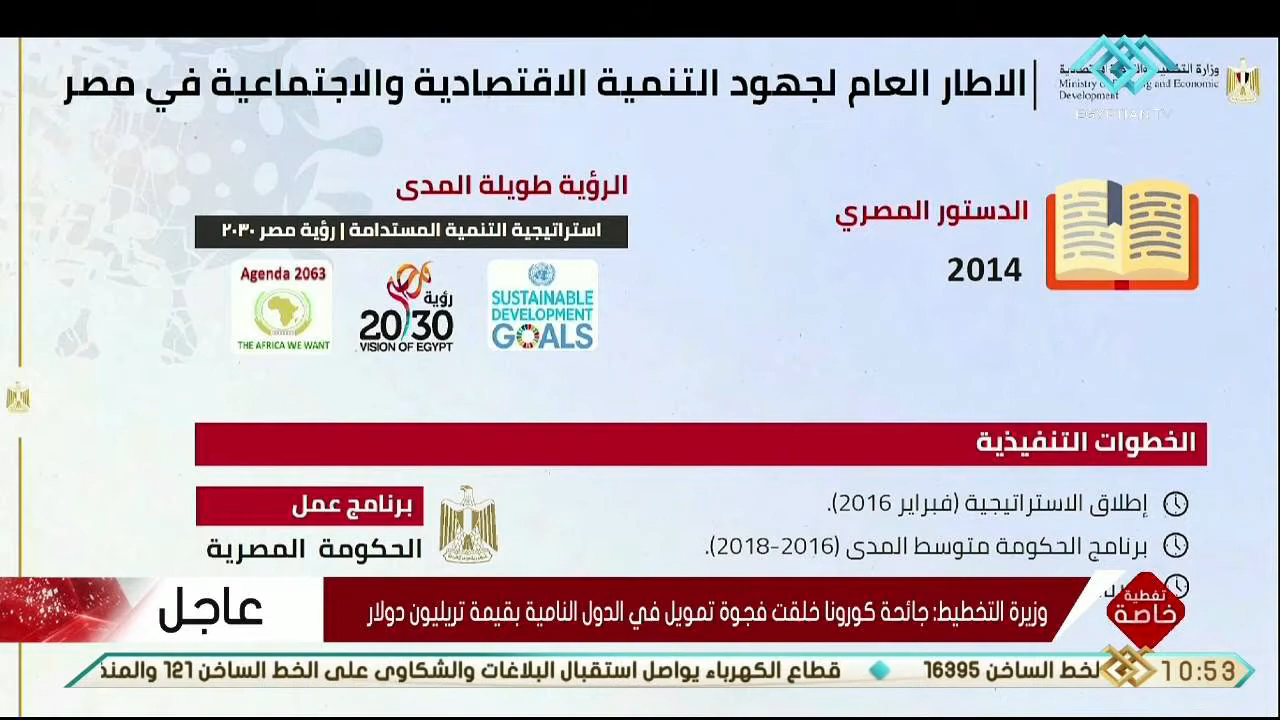 الاطار العام لجهود التنمية الاقتصادية والاجتماعية في مصر
Ministry of
and Economic
Development
EGYPTIAN TV
الدستور المصري
2014
الرؤية طويلة المدى
استراتيجية التنمية المستدامة | رؤية مصر ٢٠٣٠
SUSTAINABLE
DEVELOPMENT
GOALS
رؤية
20/30
VISION OF EGYPT
Agenda 2063
THE AFRICA WE WANT
الخطوات التنفيذية
إطلاق الاستراتيجية (فبراير 2016).
برنامج الحكومة متوسط المدى (2016-2018).
برنامج عمل
الحكومة المصرية
تغطية
خاصة
وزيرة التخطيط: جائحة كورونا خلقت فجوة تمويل في الدول النامية بقيمة تريليون دولار
عاجل
10:53
لخط الساخن 16395
قطاع الكهرباء يواصل استقبال البلاغات والشكاوى على الخط الساخن 121